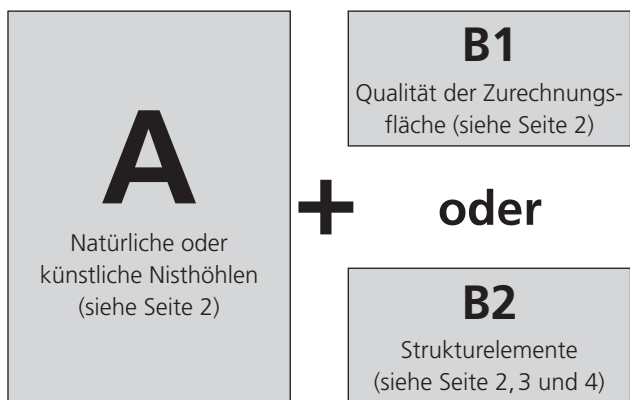 A
Natürliche oder
künstliche Nisthöhlen
(siehe Seite 2)
+
B1
Qualität der Zurechnungs-
fläche (siehe Seite 2)
oder
B2
Strukturelemente
(siehe Seite 2, 3 und 4)